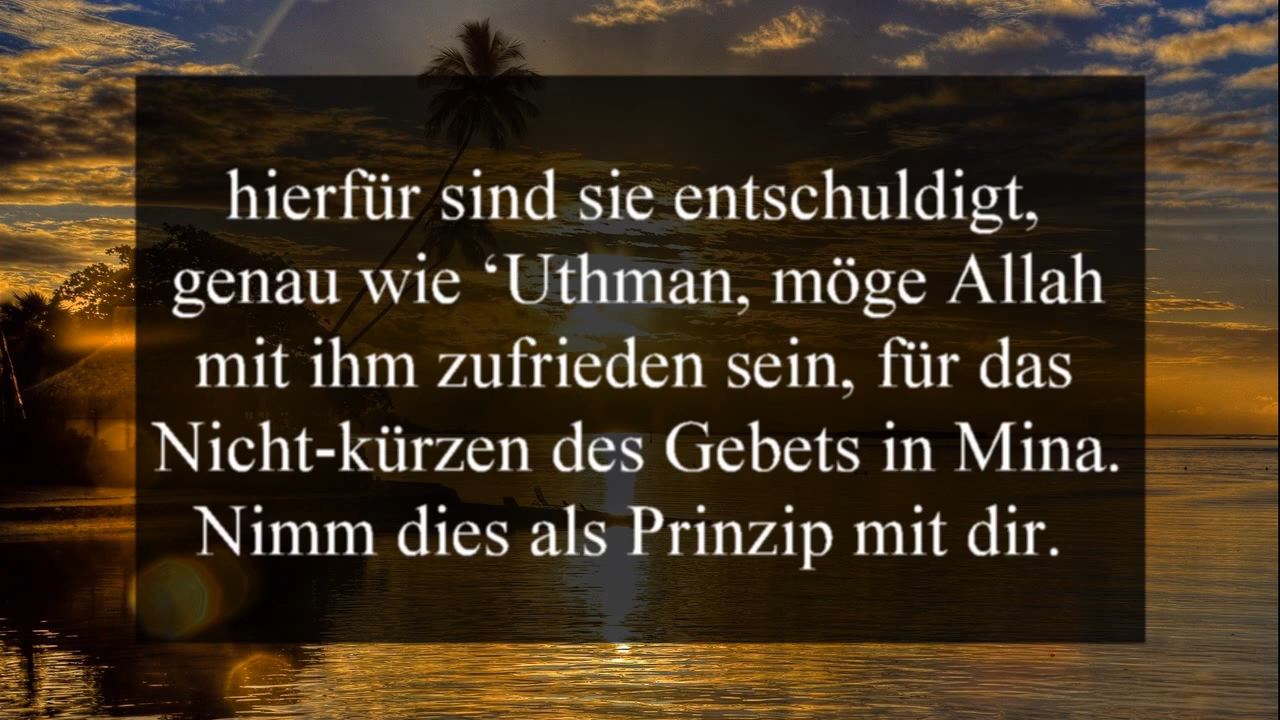 hierfür sind sie entschuldigt,
genau wie ‘Uthman, möge Allah
mit ihm zufrieden sein, für das
Nicht-kürzen des Gebets in Mina.
Nimm dies als Prinzip mit dir.